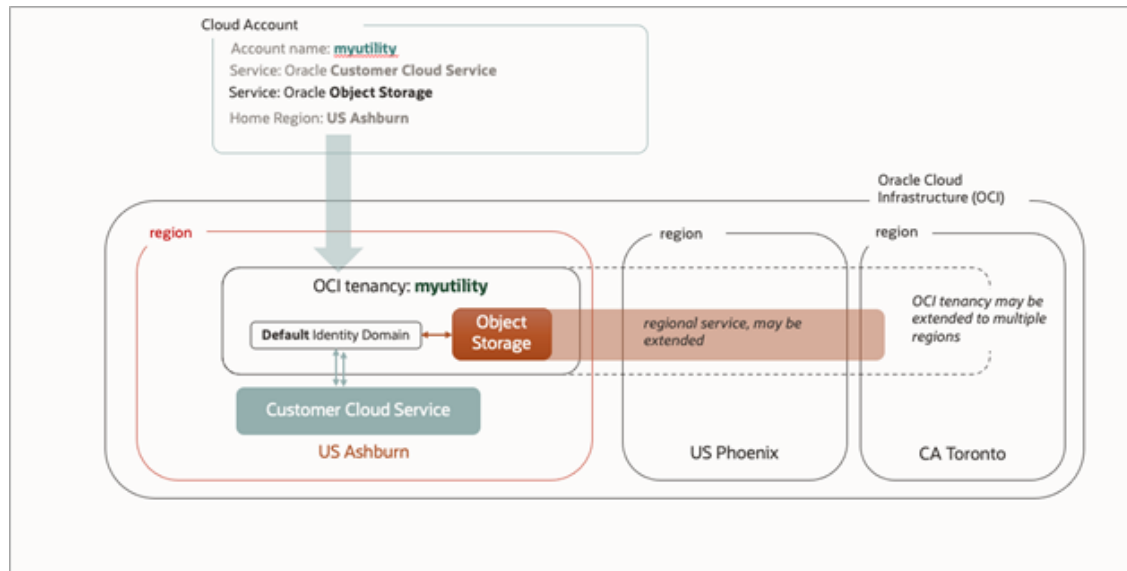 Cloud Account
Account name: myutility
Service: Oracle Customer Cloud Service
Service: Oracle Object Storage
Home Region: US Ashburn
Oracle Cloud
Infrastructure (OCI)
region
region
region
OCI tenancy: myutility
Default Identity Domain
Object
Storage
regional service, may be
extended
OCI tenancy may be
extended to multiple
regions
Customer Cloud Service
US Ashburn
US Phoenix
CA Toronto